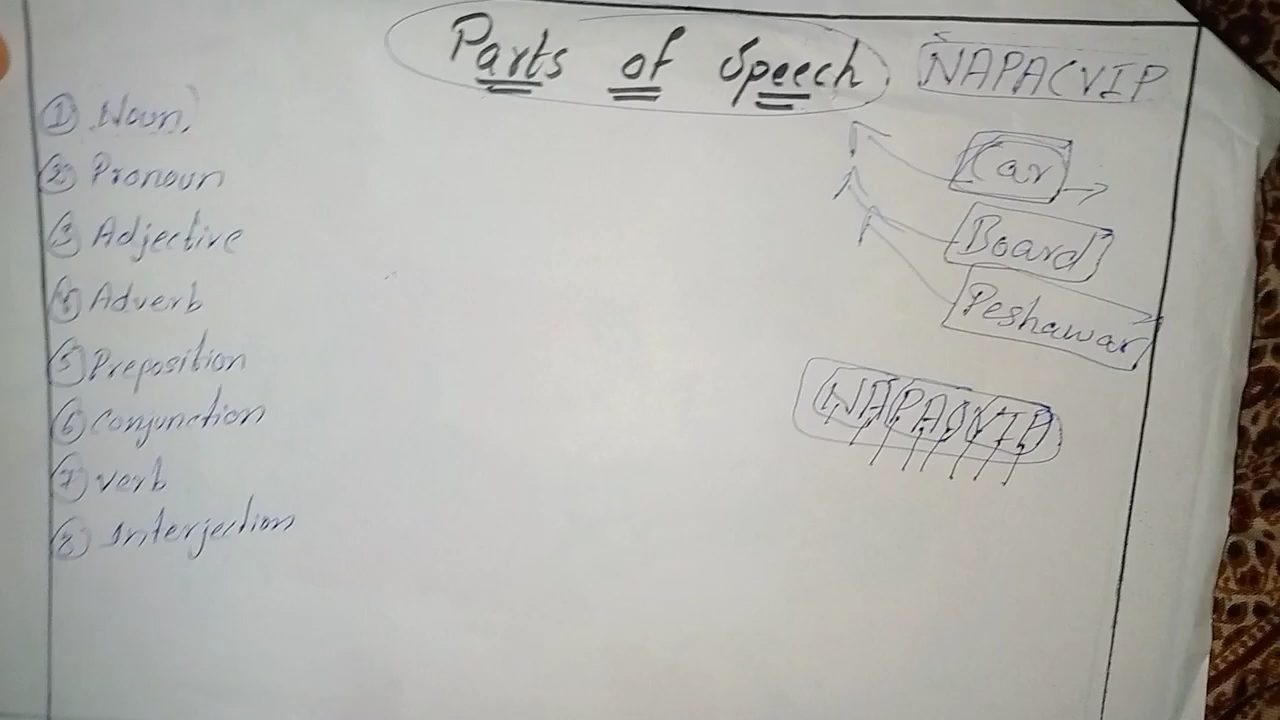 Parts of Speech
NAPACVIP
① Noun,
② Pronoun
③ Adjective
④ Adverb
⑤ Preposition
⑥ Conjunction
⑦ verb
⑧ Interjection
Car
Board
Peshawar
NAPACVIP